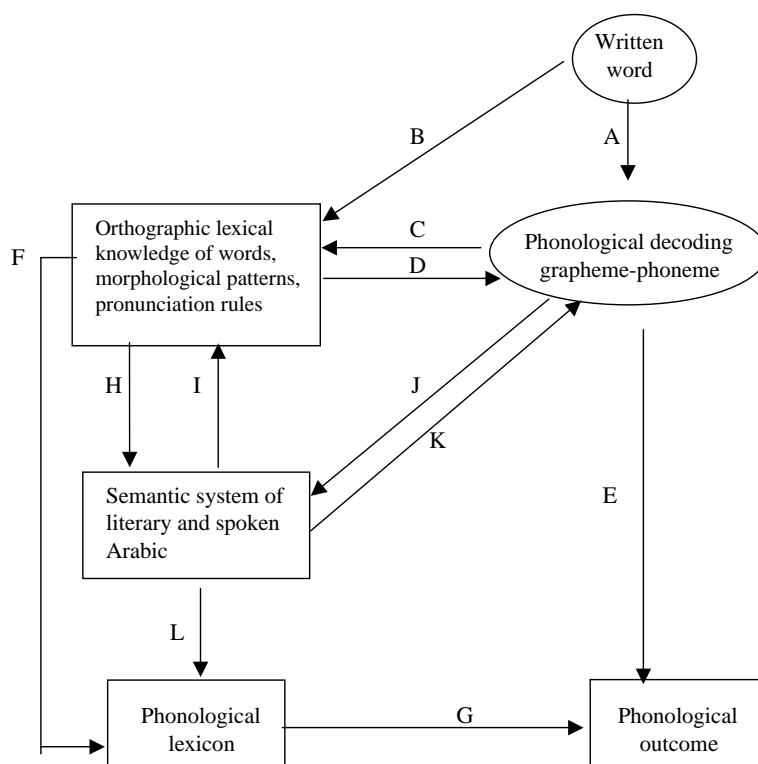 Written
word
B
A
Orthographic lexical
knowledge of words,
morphological patterns,
pronunciation rules
F
C
D
Phonological decoding
grapheme-phoneme
H
I
J
K
Semantic system of
literary and spoken
Arabic
E
L
Phonological
lexicon
G
Phonological
outcome